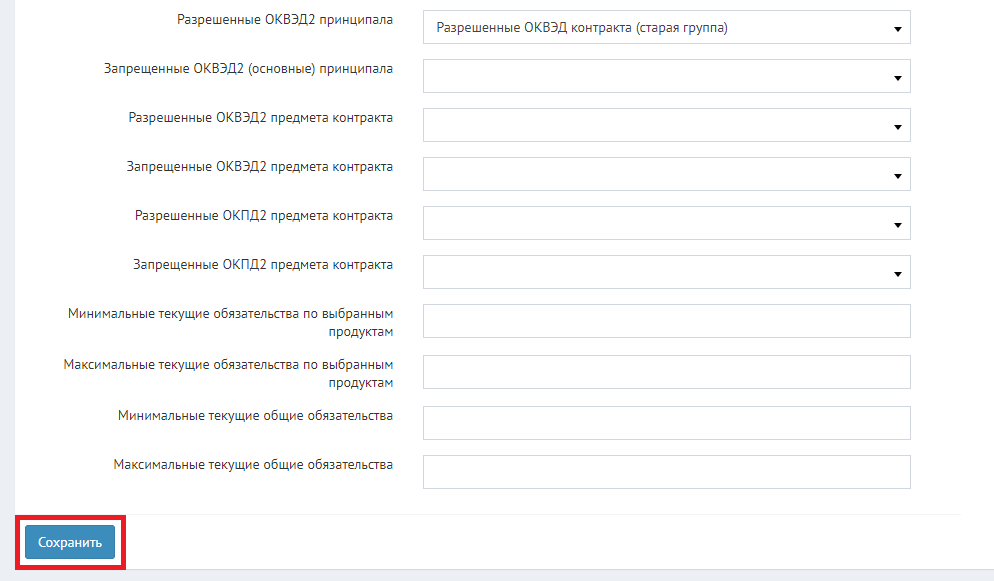 Разрешенные ОКВЭД2 принципала
Разрешенные ОКВЭД контракта (старая группа)
Запрещенные ОКВЭД2 (основные) принципала
Разрешенные ОКВЭД2 предмета контракта
Запрещенные ОКВЭД2 предмета контракта
Разрешенные ОКПД2 предмета контракта
Запрещенные ОКПД2 предмета контракта
Минимальные текущие обязательства по выбранным
продуктам
Максимальные текущие обязательства по выбранным
продуктам
Минимальные текущие общие обязательства
Максимальные текущие общие обязательства
Сохранить